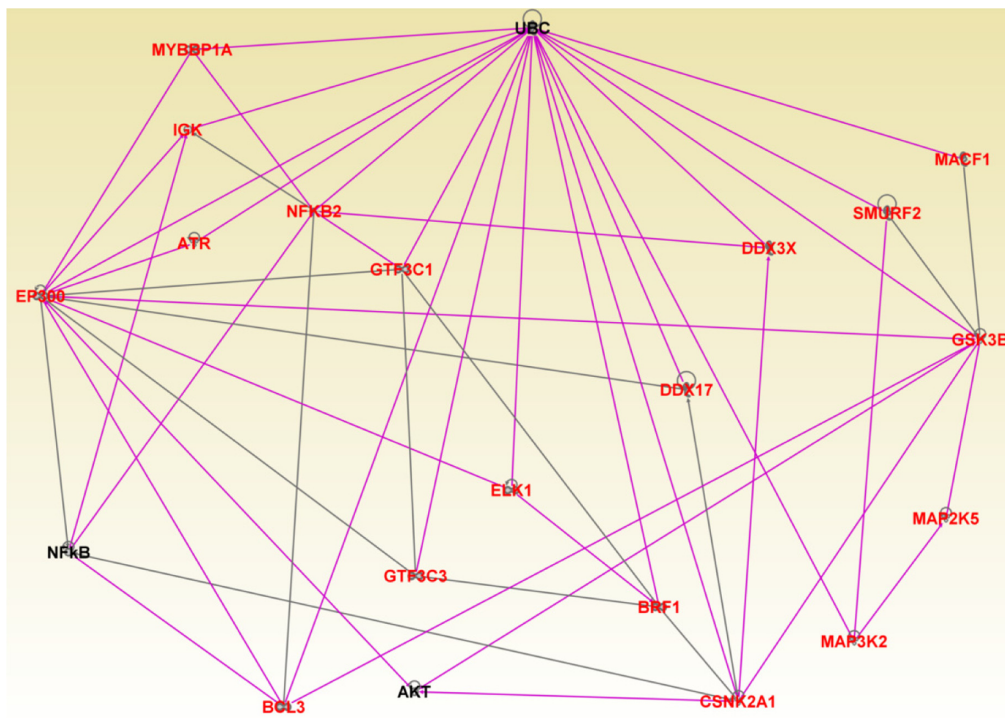 UBC
MYBBP1A
IGK
MACF1
NFKB2
SMURF2
ATR
DDX3X
GTF3C1
EP300
GSK3B
DDX17
ELK1
MAP2K5
NFkB
GTF3C3
BRF1
MAP3K2
AKT
BCL3
CSNK2A1